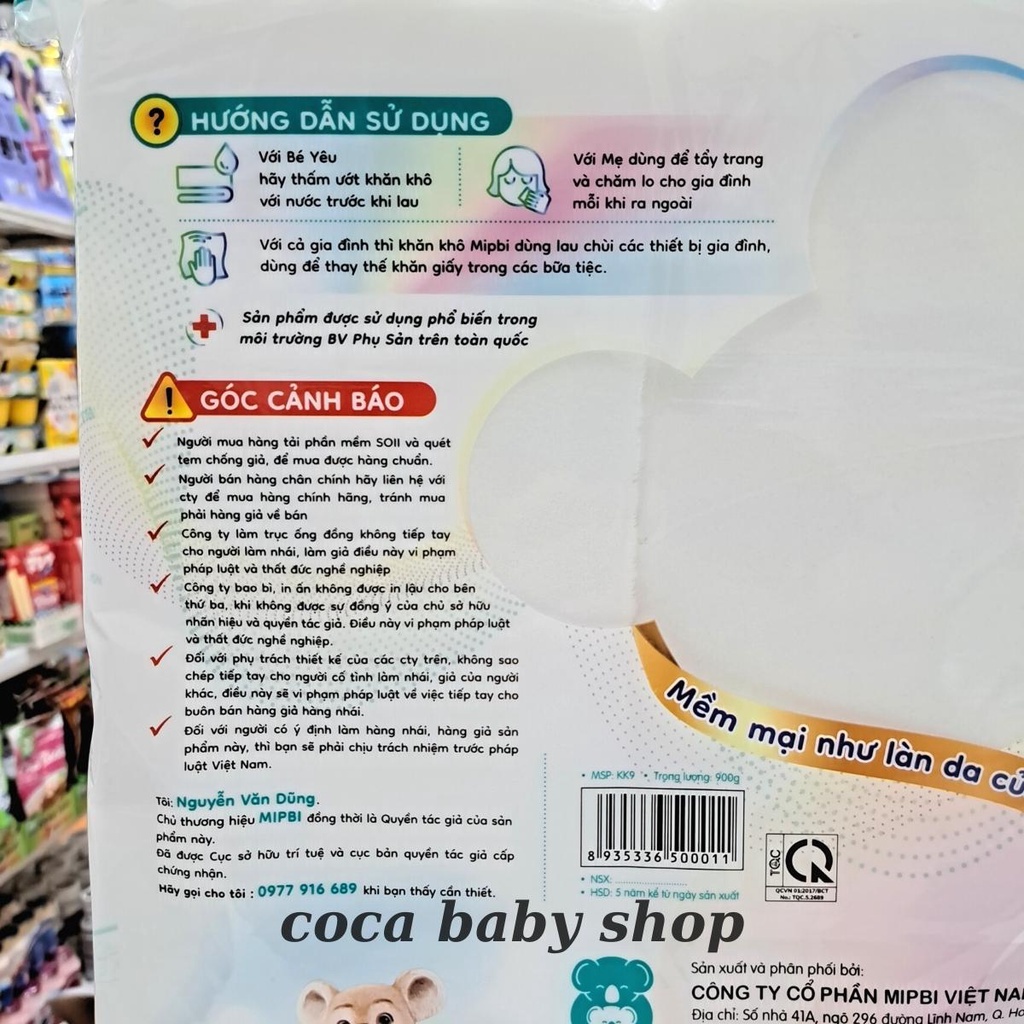 ? HƯỚNG DẪN SỬ DỤNG
Với Bé Yêu
hãy thấm ướt khăn khô
với nước trước khi lau
Với Mẹ dùng để tẩy trang
và chăm lo cho gia đình
mỗi khi ra ngoài
Với cả gia đình thì khăn khô Mipbi dùng lau chùi các thiết bị gia đình,
dùng để thay thế khăn giấy trong các bữa tiệc.
Sản phẩm được sử dụng phổ biến trong
môi trường BV Phụ Sản trên toàn quốc
! GÓC CẢNH BÁO
Người mua hàng tải phần mềm SOII và quét
tem chống giả, để mua được hàng chuẩn.
Người bán hàng chân chính hãy liên hệ với
cty để mua hàng chính hãng, tránh mua
phải hàng giả về bán
Công ty làm trục ống đồng không tiếp tay
cho người làm nhái, làm giả điều này vi phạm
pháp luật và thất đức nghề nghiệp
Công ty bao bì, in ấn không được in lậu cho bên
thứ ba, khi không được sự đồng ý của chủ sở hữu
nhãn hiệu và quyền tác giả. Điều này vi phạm pháp luật
và thất đức nghề nghiệp.
Đối với phụ trách thiết kế của các cty trên, không sao
chép tiếp tay cho người cố tình làm nhái, giả của người
khác, điều này sẽ vi phạm pháp luật về việc tiếp tay cho
buôn bán hàng giả hàng nhái.
Đối với người có ý định làm hàng nhái, hàng giả sản
phẩm này, thì bạn sẽ phải chịu trách nhiệm trước pháp
luật Việt Nam.
Tôi: Nguyễn Văn Dũng.
Chủ thương hiệu MIPBI đồng thời là Quyền tác giả của sản
phẩm này.
Đã được Cục sở hữu trí tuệ và cục bản quyền tác giả cấp
chứng nhận.
Hãy gọi cho tôi : 0977 916 689 khi bạn thấy cần thiết.
Mềm mại như làn da
• MSP: KK9 • Trọng lượng: 900g
8 935336 500011
TQC
QCVN 01:2017/BCT
No.: TQC.5.2689
• NSX: ....................
• HSD: 5 năm kể từ ngày sản xuất
coca baby shop
Sản xuất và phân phối bởi:
CÔNG TY CỔ PHẦN MIPBI VIỆT
Địa chỉ: Số nhà 41A, ngõ 296 đường Lĩnh Nam, Q.